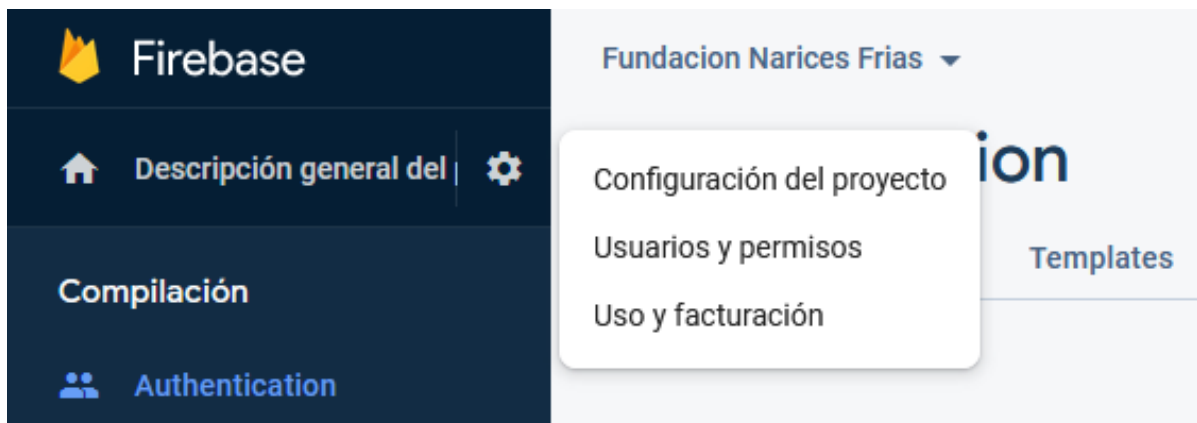 Firebase
Fundacion Narices Frias
Descripción general del
ion
Configuración del proyecto
Usuarios y permisos
Templates
Compilación
Uso y facturación
Authentication